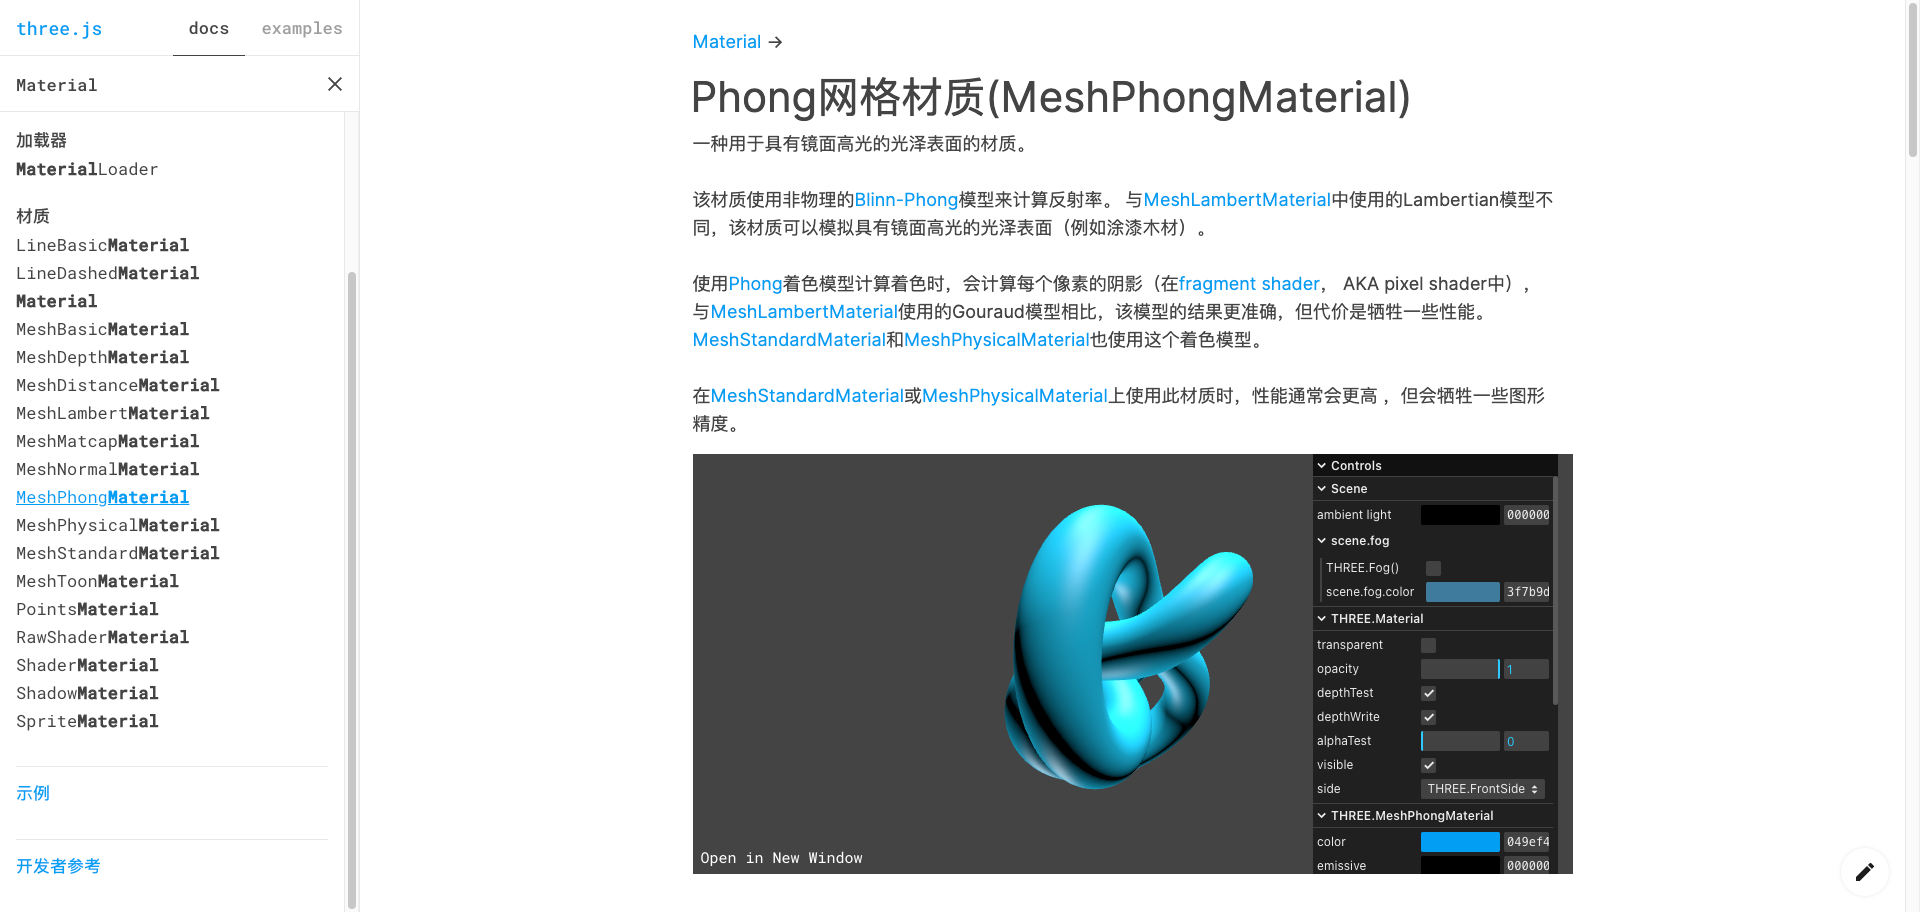 three.js
docs
examples
Material
加载器
MaterialLoader
材质
LineBasicMaterial
LineDashedMaterial
Material
MeshBasicMaterial
MeshDepthMaterial
MeshDistanceMaterial
MeshLambertMaterial
MeshMatcapMaterial
MeshNormalMaterial
MeshPhongMaterial
MeshPhysicalMaterial
MeshStandardMaterial
MeshToonMaterial
PointsMaterial
RawShaderMaterial
ShaderMaterial
ShadowMaterial
SpriteMaterial
示例
开发者参考
Material →
Phong网格材质(MeshPhongMaterial)
一种用于具有镜面高光的光泽表面的材质。
该材质使用非物理的Blinn-Phong模型来计算反射率。 与MeshLambertMaterial中使用的Lambertian模型不
同，该材质可以模拟具有镜面高光的光泽表面（例如涂漆木材）。
使用Phong着色模型计算着色时，会计算每个像素的阴影（在fragment shader， AKA pixel shader中），
与MeshLambertMaterial使用的Gouraud模型相比，该模型的结果更准确，但代价是牺牲一些性能。
MeshStandardMaterial和MeshPhysicalMaterial也使用这个着色模型。
在MeshStandardMaterial或MeshPhysicalMaterial上使用此材质时，性能通常会更高 ，但会牺牲一些图形
精度。
Controls
Scene
ambient light 000000
scene.fog
THREE.Fog()
scene.fog.color 3f7b9d
THREE.Material
transparent
opacity 1
depthTest
depthWrite
alphaTest 0
visible
side THREE.FrontSide
THREE.MeshPhongMaterial
color 049ef4
emissive 000000
Open in New Window